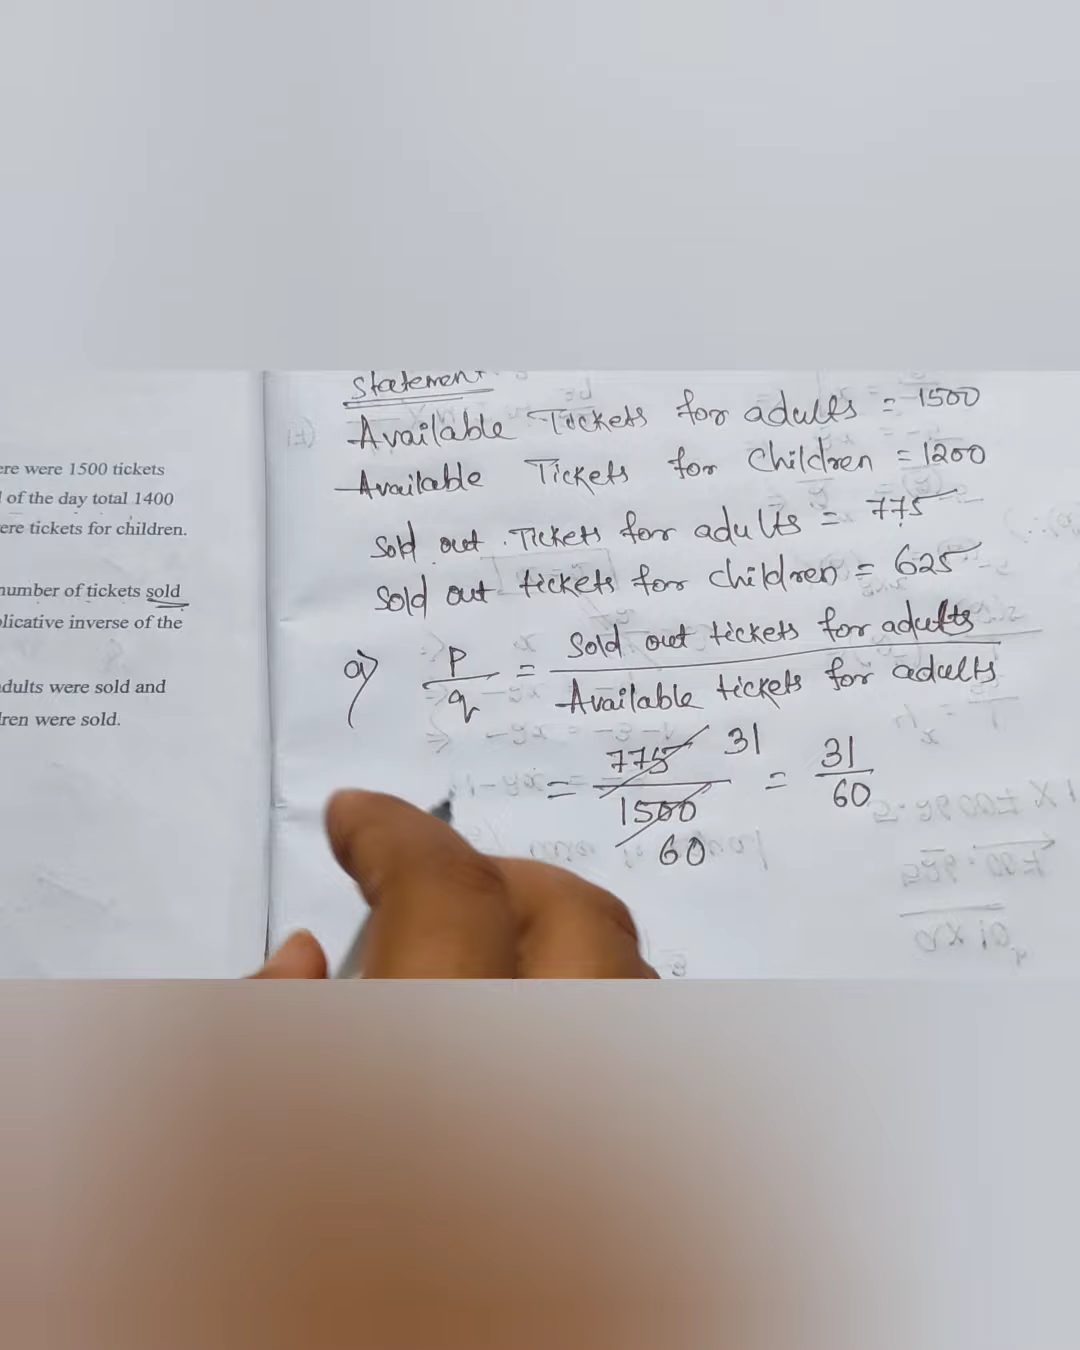 ere were 1500 tickets
of the day total 1400
ere tickets for children.
number of tickets sold
licative inverse of the
dults were sold and
ren were sold.
Statement
Available Tickets for adults = 1500
Available Tickets for Children = 1200
Sold out Tickets for adults = 775
Sold out tickets for children = 625
a) p/q = Sold out tickets for adults / Available tickets for adults
= 775 / 1500 = 31 / 60
31
60